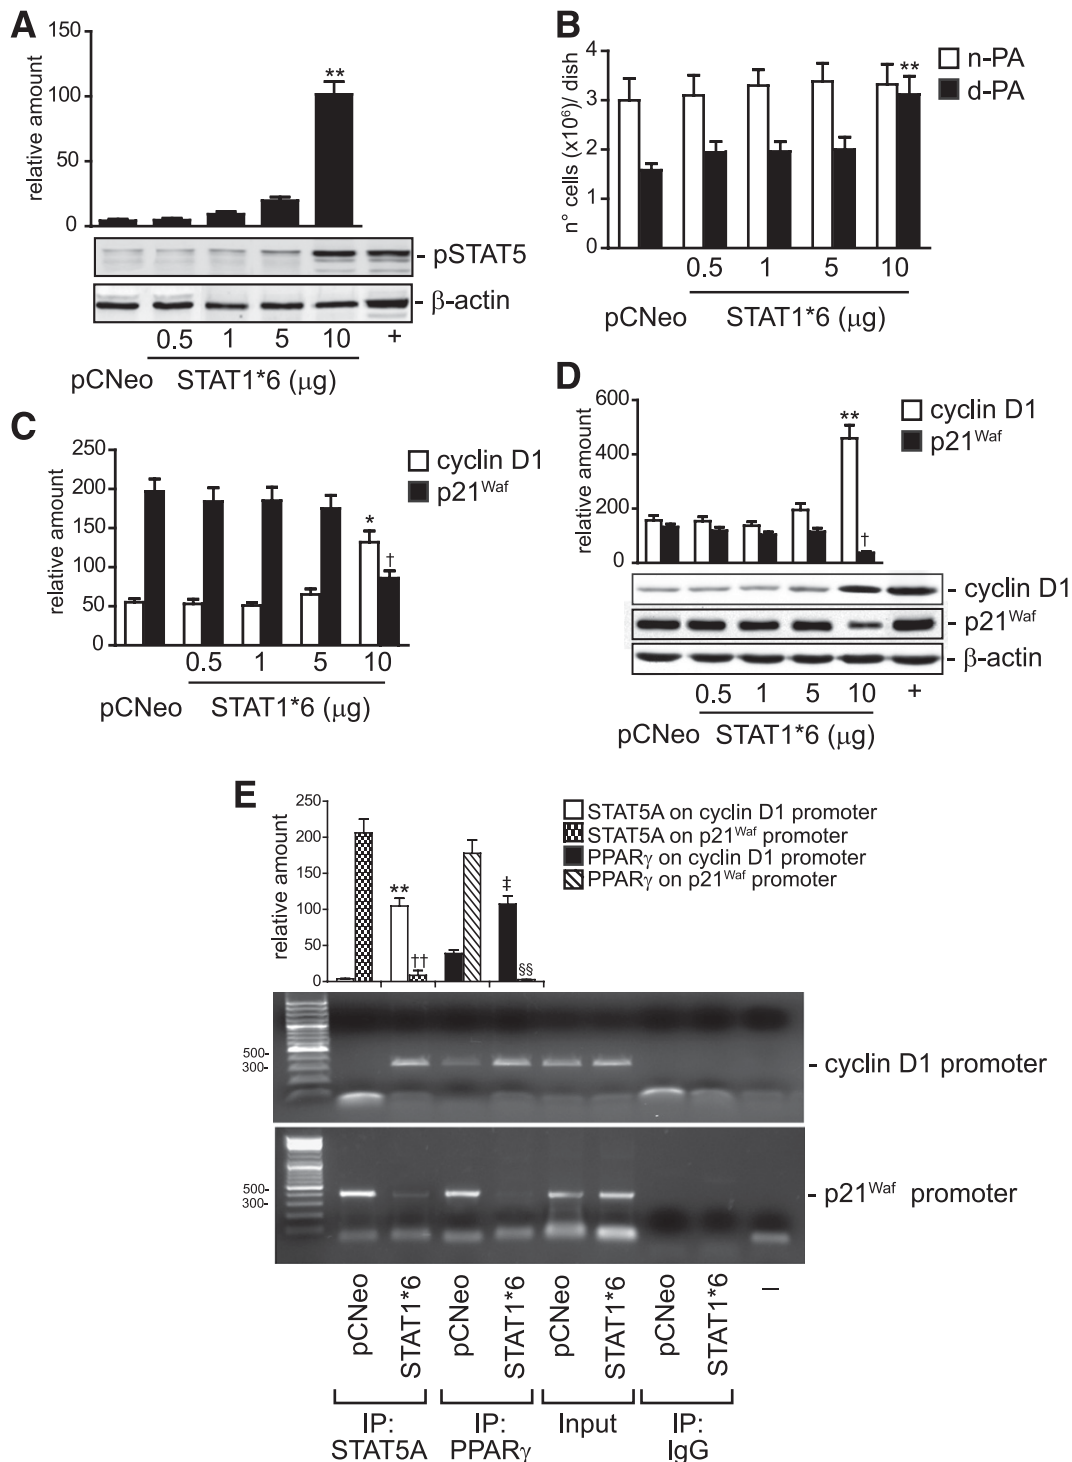 A
relative amount
150
100
50
0
**
- pSTAT5
- β-actin
0.5 1 5 10 +
pCNeo STAT1*6 (μg)
B
n° cells (x10⁶)/ dish
4
3
2
1
0
**
n-PA
d-PA
0.5 1 5 10
pCNeo STAT1*6 (μg)
C
relative amount
250
200
150
100
50
0
*
†
cyclin D1
p21Waf
0.5 1 5 10
pCNeo STAT1*6 (μg)
D
relative amount
600
400
200
0
**
†
cyclin D1
p21Waf
- cyclin D1
- p21Waf
- β-actin
0.5 1 5 10 +
pCNeo STAT1*6 (μg)
E
relative amount
250
200
150
100
50
0
**
††
‡
§§
STAT5A on cyclin D1 promoter
STAT5A on p21Waf promoter
PPARγ on cyclin D1 promoter
PPARγ on p21Waf promoter
500-
300-
- cyclin D1 promoter
500-
300-
- p21Waf promoter
pCNeo STAT1*6 pCNeo STAT1*6 pCNeo STAT1*6 pCNeo STAT1*6 –
IP: STAT5A
IP: PPARγ
Input
IP: IgG